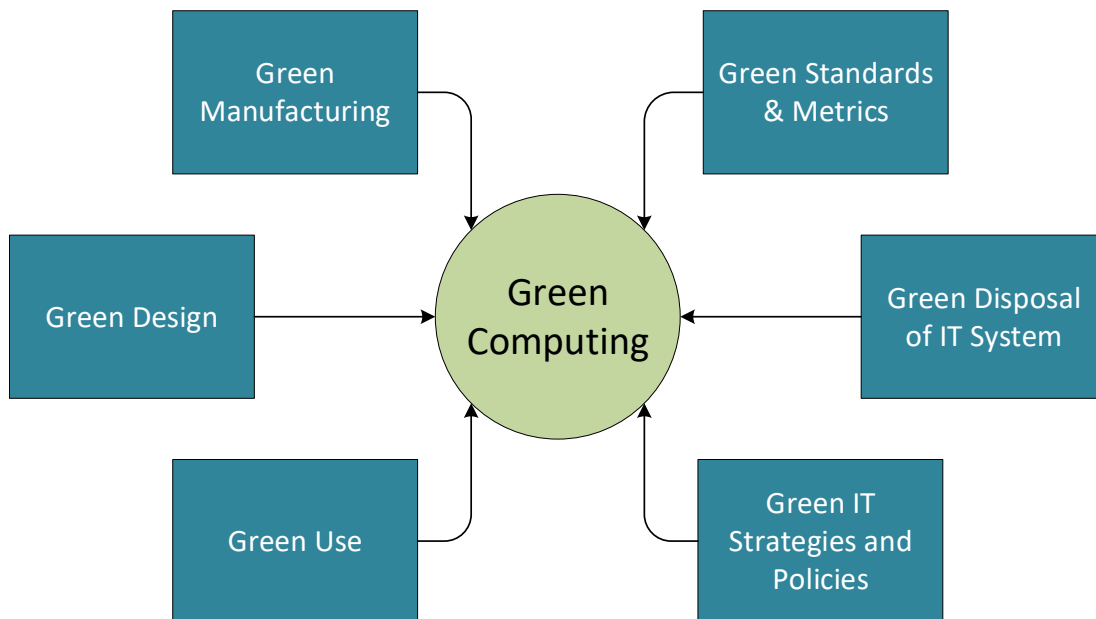 Green
Manufacturing
Green Standards
& Metrics
Green Design
Green
Computing
Green Disposal
of IT System
Green Use
Green IT
Strategies and
Policies